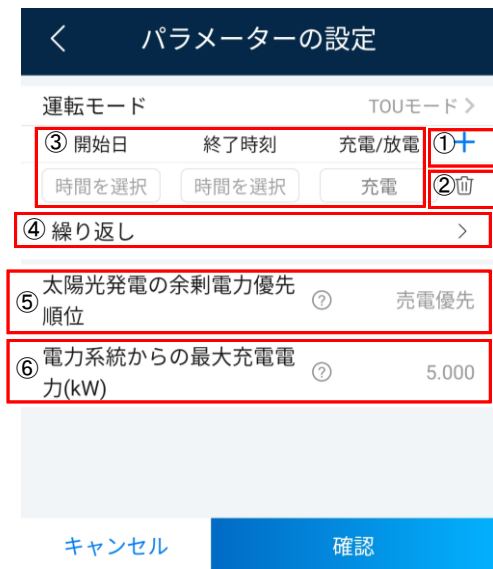 パラメーターの設定
運転モード TOUモード
③ 開始日 終了時刻 充電/放電 ①
時間を選択 時間を選択 充電 ②
④ 繰り返し
⑤ 太陽光発電の余剰電力優先
順位 ? 売電優先
⑥ 電力系統からの最大充電電
力(kW) ? 5.000
キャンセル 確認